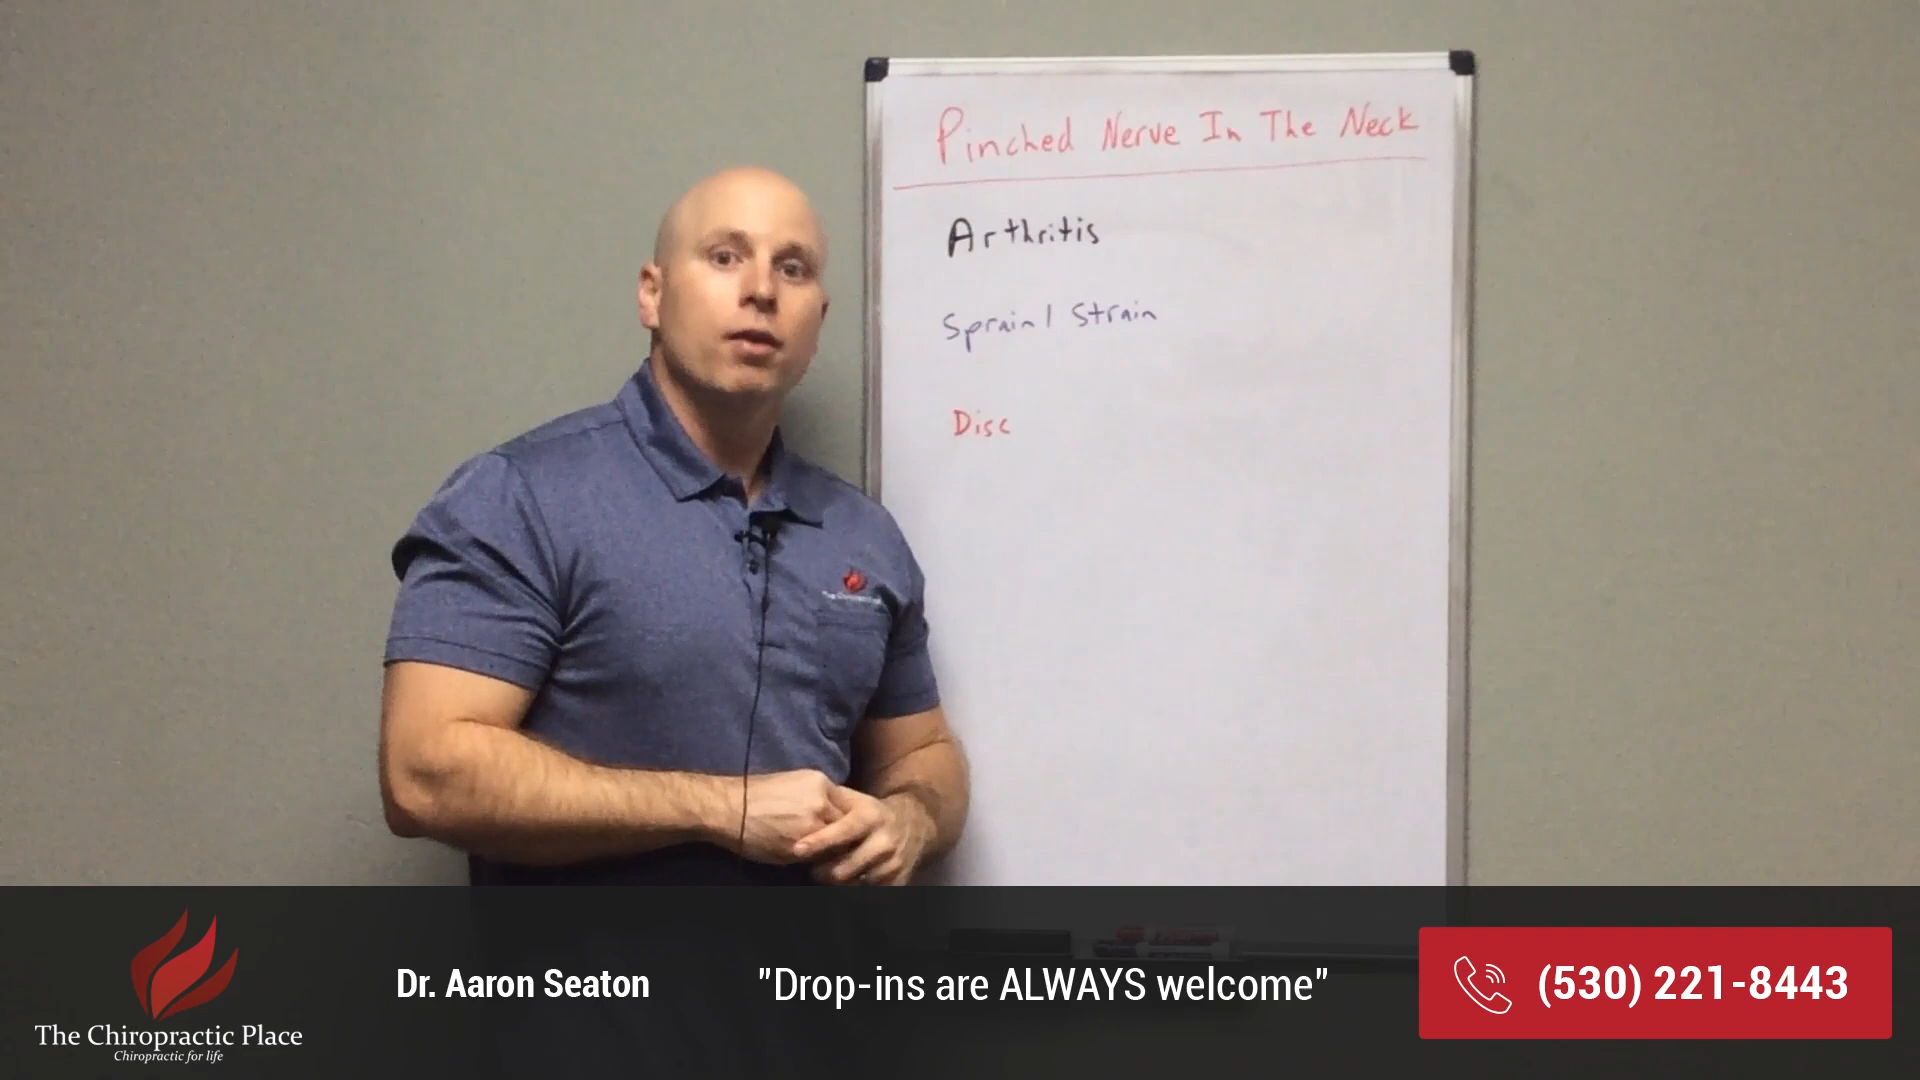 Pinched Nerve In The Neck
Arthritis
Sprain / Strain
Disc
The Chiropractic Place
Chiropractic for life
Dr. Aaron Seaton
"Drop-ins are ALWAYS welcome"
(530) 221-8443